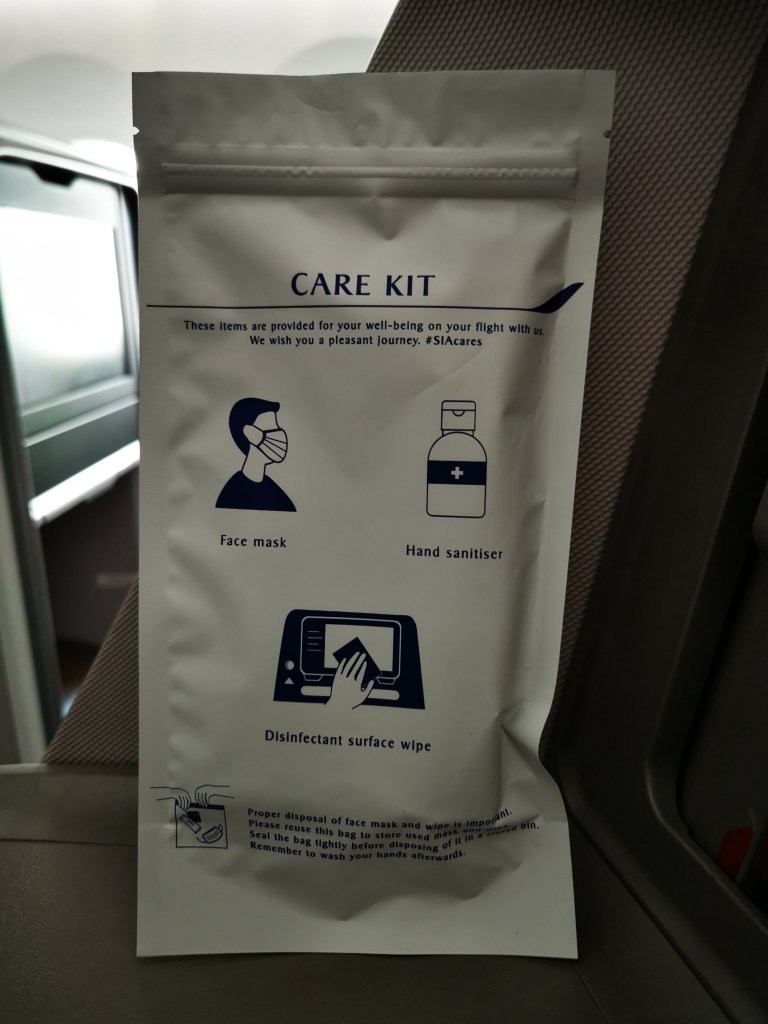 CARE KIT
These items are provided for your well-being on your flight with us.
We wish you a pleasant journey. #SIAcares
Face mask
Hand sanitiser
Disinfectant surface wipe
Proper disposal of face mask and wipe is important.
Please reuse this bag to store used mask and
Seal the bag tightly before disposing of it in a closed bin.
Remember to wash your hands afterwards.